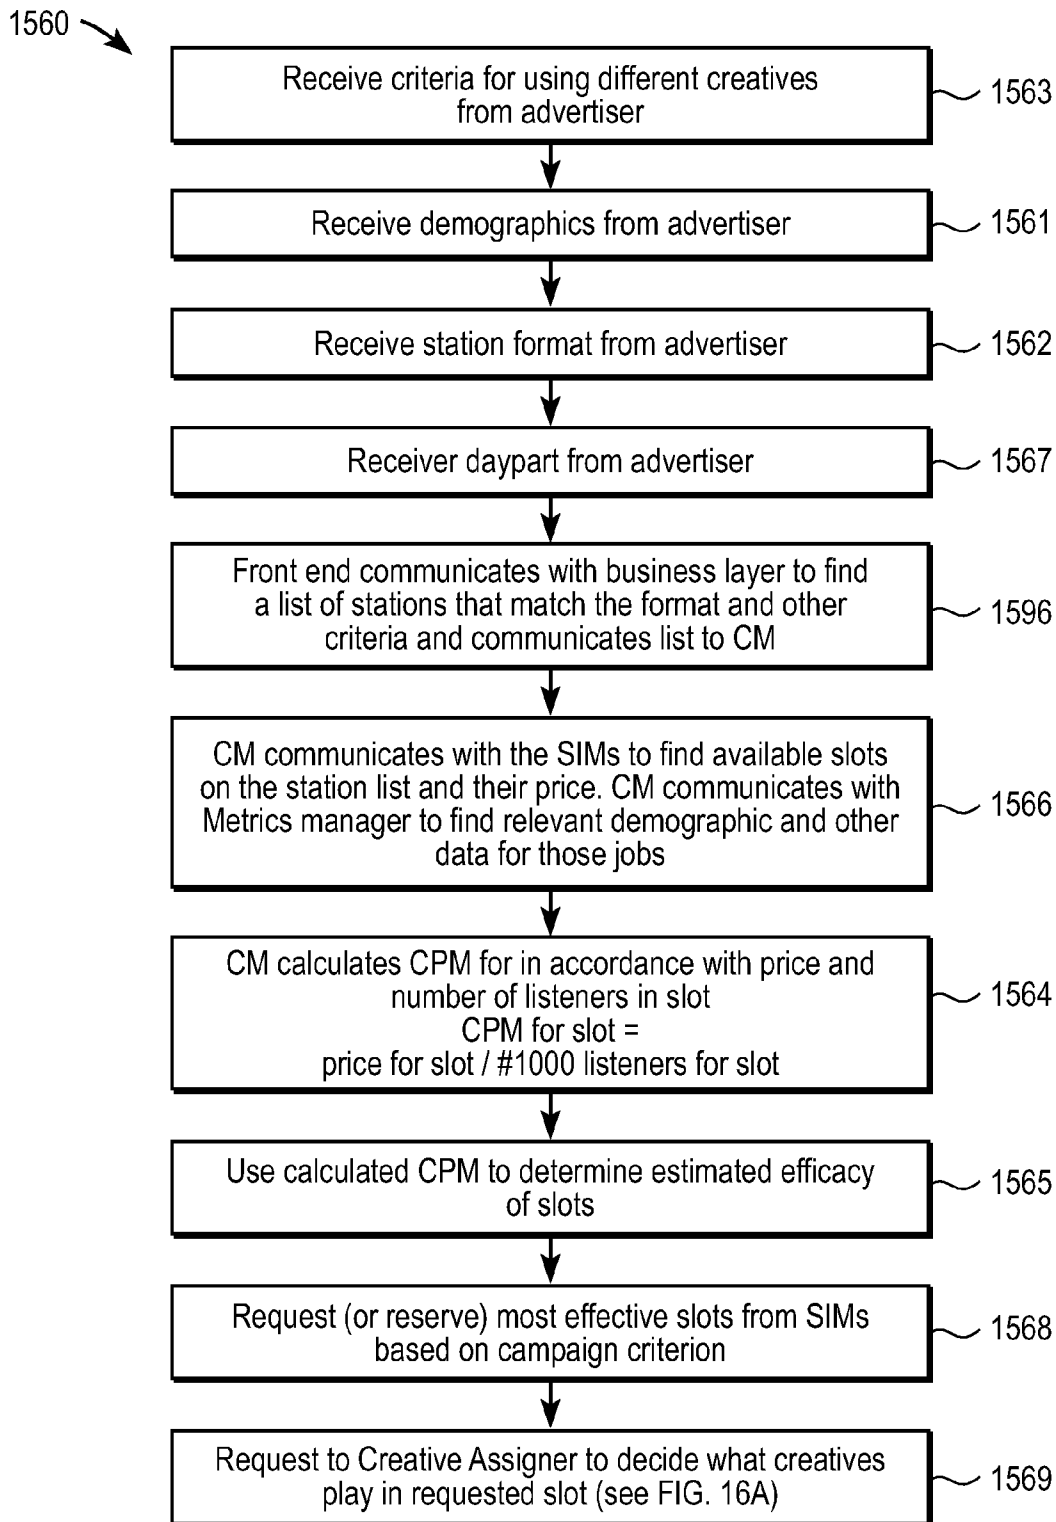 1560
Receive criteria for using different creatives
from advertiser
1563
Receive demographics from advertiser
1561
Receive station format from advertiser
1562
Receiver daypart from advertiser
1567
Front end communicates with business layer to find
a list of stations that match the format and other
criteria and communicates list to CM
1596
CM communicates with the SIMs to find available slots
on the station list and their price. CM communicates with
Metrics manager to find relevant demographic and other
data for those jobs
1566
CM calculates CPM for in accordance with price and
number of listeners in slot
CPM for slot =
price for slot / #1000 listeners for slot
1564
Use calculated CPM to determine estimated efficacy
of slots
1565
Request (or reserve) most effective slots from SIMs
based on campaign criterion
1568
Request to Creative Assigner to decide what creatives
play in requested slot (see FIG. 16A)
1569